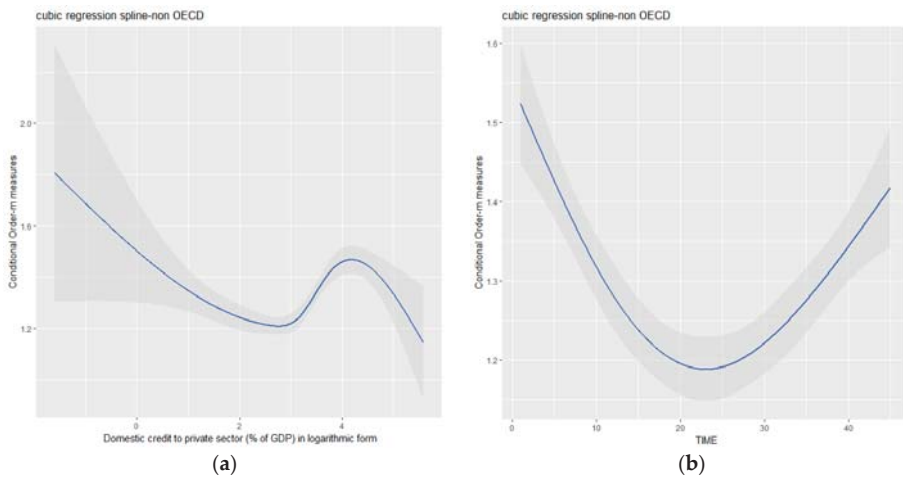 cubic regression spline-non OECD
2.0
1.6
1.2
Conditional Order-m measures
0
2
4
Domestic credit to private sector (% of GDP) in logarithmic form
(a)
cubic regression spline-non OECD
1.6
1.5
1.4
1.3
1.2
Conditional Order-m measures
0
10
20
30
40
TIME
(b)